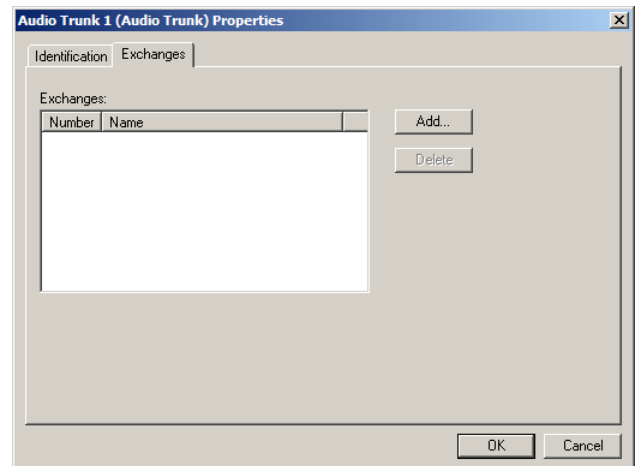 Audio Trunk 1 (Audio Trunk) Properties
Identification Exchanges
Exchanges:
Number Name
Add...
Delete
OK Cancel